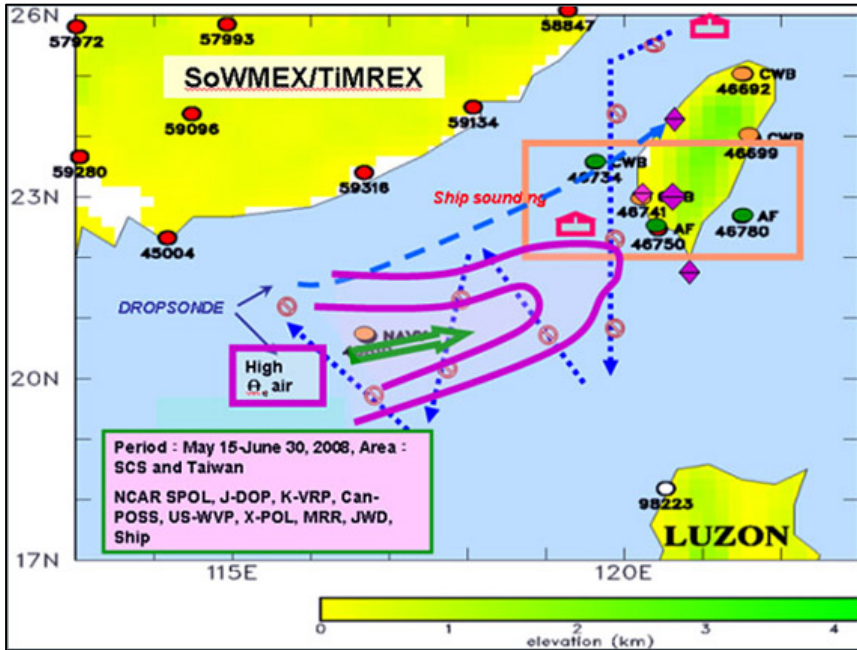 26N
57972
57993
58847
SoWMEX/TiMREX
CWB
46692
59096
59134
CWB
46699
59280
59316
CWB
46734
23N
Ship sounding
46741
AF
46750
AF
46780
45004
DROPSONDE
20N
High
Θe air
Period : May 15-June 30, 2008, Area :
SCS and Taiwan
NCAR SPOL, J-DOP, K-VRP, Can-
POSS, US-WVP, X-POL, MRR, JWD,
Ship
98223
LUZON
17N
115E
120E
0
1
2
3
4
elevation (km)